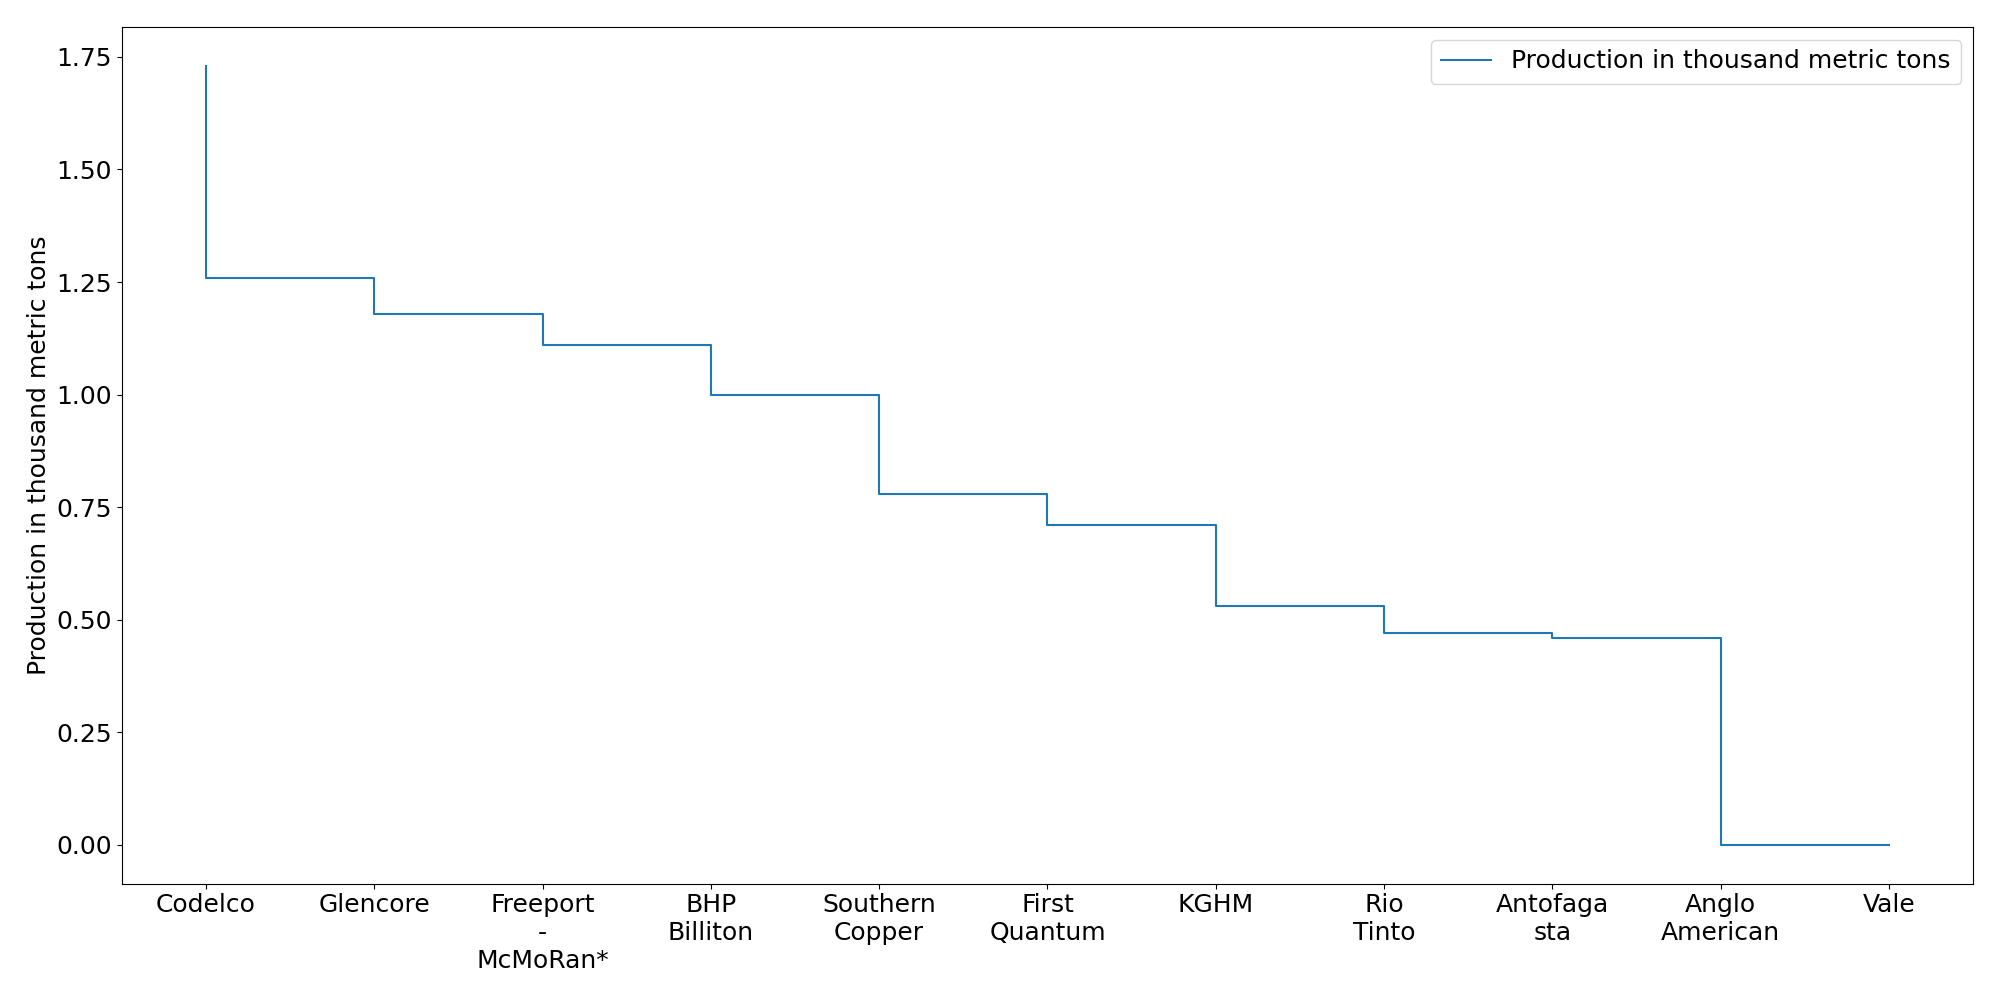 Production in thousand metric tons
1.75
1.50
1.25
1.00
0.75
0.50
0.25
0.00
Production in thousand metric tons
Codelco
Glencore
Freeport
-
McMoRan*
BHP
Billiton
Southern
Copper
First
Quantum
KGHM
Rio
Tinto
Antofaga
sta
Anglo
American
Vale